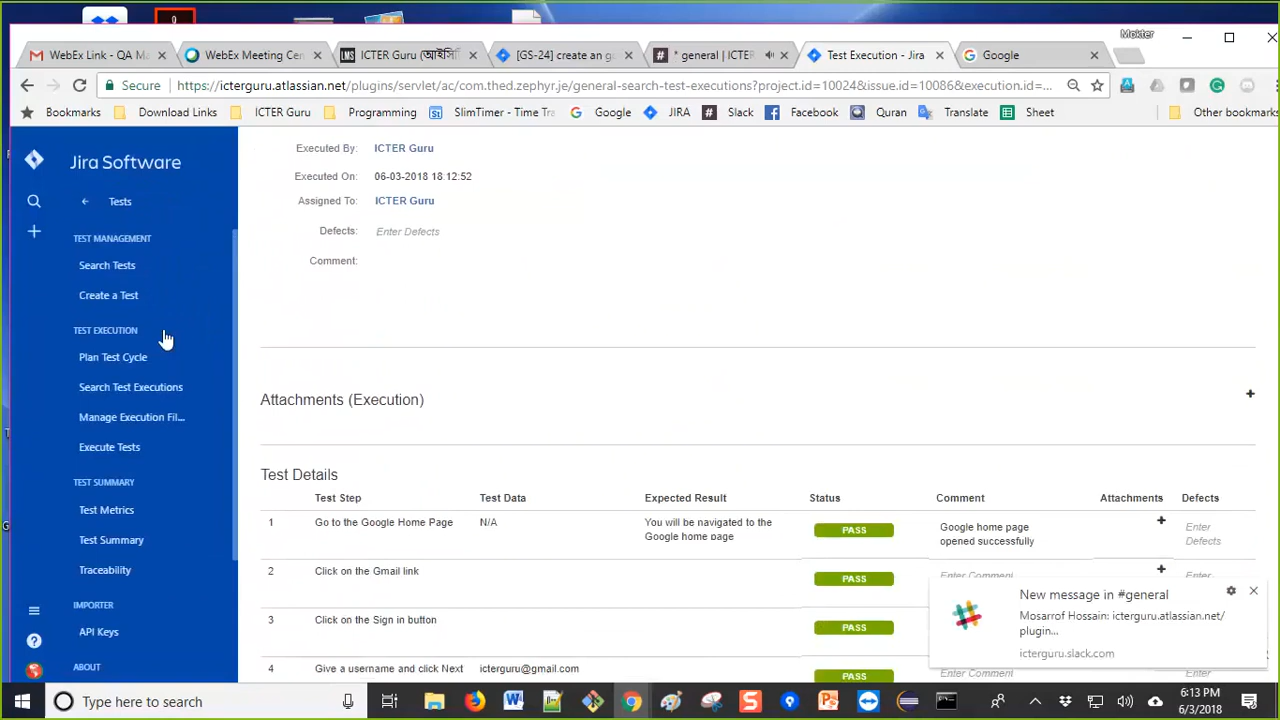 0
Mokter
WebEx Link - QA Ma
WebEx Meeting Cen
LMS ICTER Guru (আইসিটি
[GS-24] create an g
* general | ICTER
Test Execution - Jira
Google
Secure https://icterguru.atlassian.net/plugins/servlet/ac/com.thed.zephyr.je/general-search-test-executions?project.id=10024&issue.id=10086&execution.id=...
Bookmarks Download Links ICTER Guru Programming SlimTimer - Time Tra Google JIRA Slack Facebook Quran Translate Sheet Other bookmarks
Jira Software
Tests
TEST MANAGEMENT
Search Tests
Create a Test
TEST EXECUTION
Plan Test Cycle
Search Test Executions
Manage Execution Fil...
Execute Tests
TEST SUMMARY
Test Metrics
Test Summary
Traceability
IMPORTER
API Keys
ABOUT
Executed By: ICTER Guru
Executed On: 06-03-2018 18:12:52
Assigned To: ICTER Guru
Defects: Enter Defects
Comment:
Attachments (Execution)
Test Details
Test Step Test Data Expected Result Status Comment Attachments Defects
1 Go to the Google Home Page N/A You will be navigated to the Google home page PASS Google home page opened successfully Enter Defects
2 Click on the Gmail link PASS Enter Comment Enter
3 Click on the Sign in button PASS
4 Give a username and click Next icterguru@gmail.com PASS Enter Comment Enter
New message in #general
Mosarrof Hossain: icterguru.atlassian.net/
plugin...
icterguru.slack.com
Type here to search
6:13 PM
6/3/2018